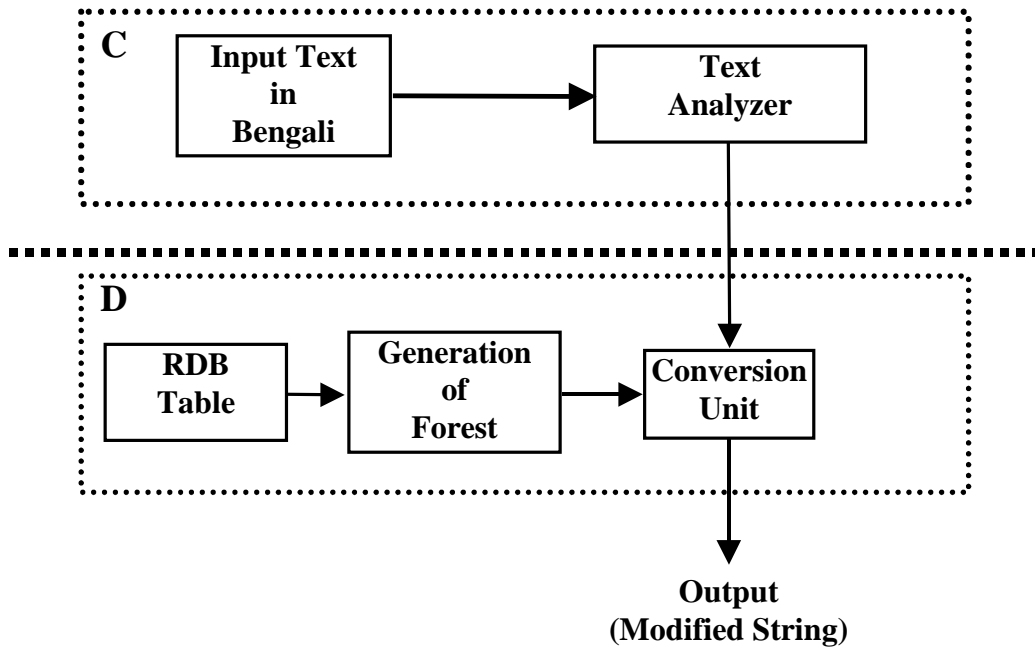 C
Input Text
in
Bengali
Text
Analyzer
D
RDB
Table
Generation
of
Forest
Conversion
Unit
Output
(Modified String)